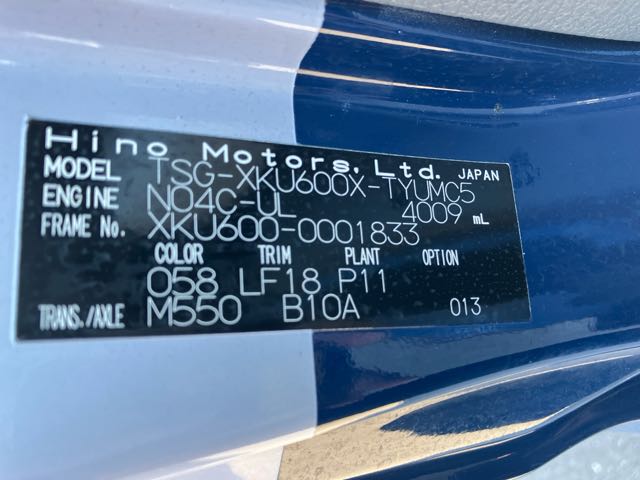 Hino Motors, Ltd. JAPAN
MODEL TSG-XKU600X-TYUMC5
ENGINE N04C-UL 4009 mL
FRAME No. XKU600-0001833
COLOR TRIM PLANT OPTION
058 LF18 P11
TRANS./AXLE M550 B10A 013